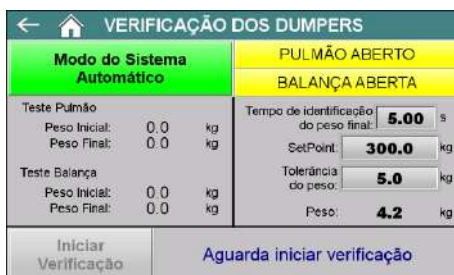 VERIFICAÇÃO DOS DUMPERS
Modo do Sistema
Automático
PULMÃO ABERTO
BALANÇA ABERTA
Teste Pulmão
Peso Inicial: 0.0 kg
Peso Final: 0.0 kg
Teste Balança
Peso Inicial: 0.0 kg
Peso Final: 0.0 kg
Tempo de identificação
do peso final: 5.00 s
SetPoint: 300.0 kg
Tolerância
do peso: 5.0 kg
Peso: 4.2 kg
Iniciar
Verificação
Aguarda iniciar verificação